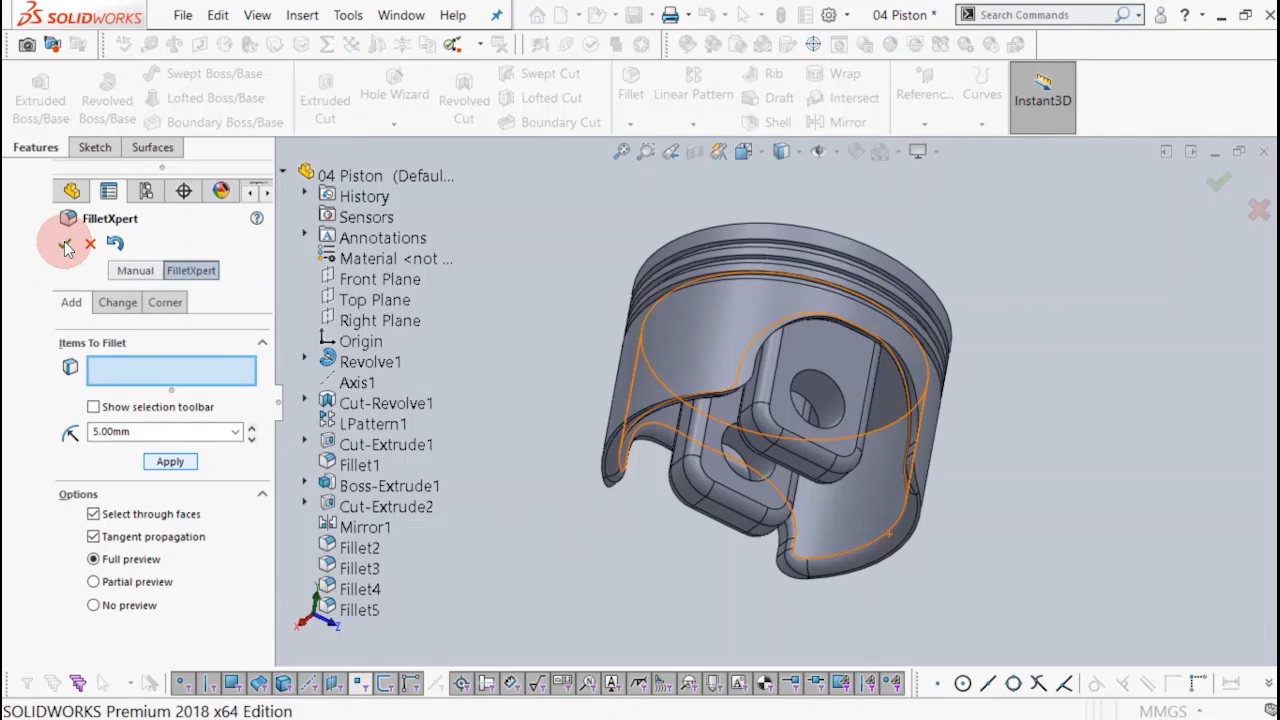 SOLIDWORKS File Edit View Insert Tools Window Help 04 Piston * Search Commands ?
Extruded Boss/Base
Revolved Boss/Base
Swept Boss/Base
Lofted Boss/Base
Boundary Boss/Base
Extruded Cut
Hole Wizard
Revolved Cut
Swept Cut
Lofted Cut
Boundary Cut
Fillet
Linear Pattern
Rib
Draft
Shell
Wrap
Intersect
Mirror
Referenc...
Curves
Instant3D
Features Sketch Surfaces
FilletXpert ?
Manual FilletXpert
Add Change Corner
Items To Fillet
Show selection toolbar
5.00mm
Apply
Options
Select through faces
Tangent propagation
Full preview
Partial preview
No preview
04 Piston (Defaul...
History
Sensors
Annotations
Material <not ...
Front Plane
Top Plane
Right Plane
Origin
Revolve1
Axis1
Cut-Revolve1
LPattern1
Cut-Extrude1
Fillet1
Boss-Extrude1
Cut-Extrude2
Mirror1
Fillet2
Fillet3
Fillet4
Fillet5
Y
X
Z
SOLIDWORKS Premium 2018 x64 Edition MMGS